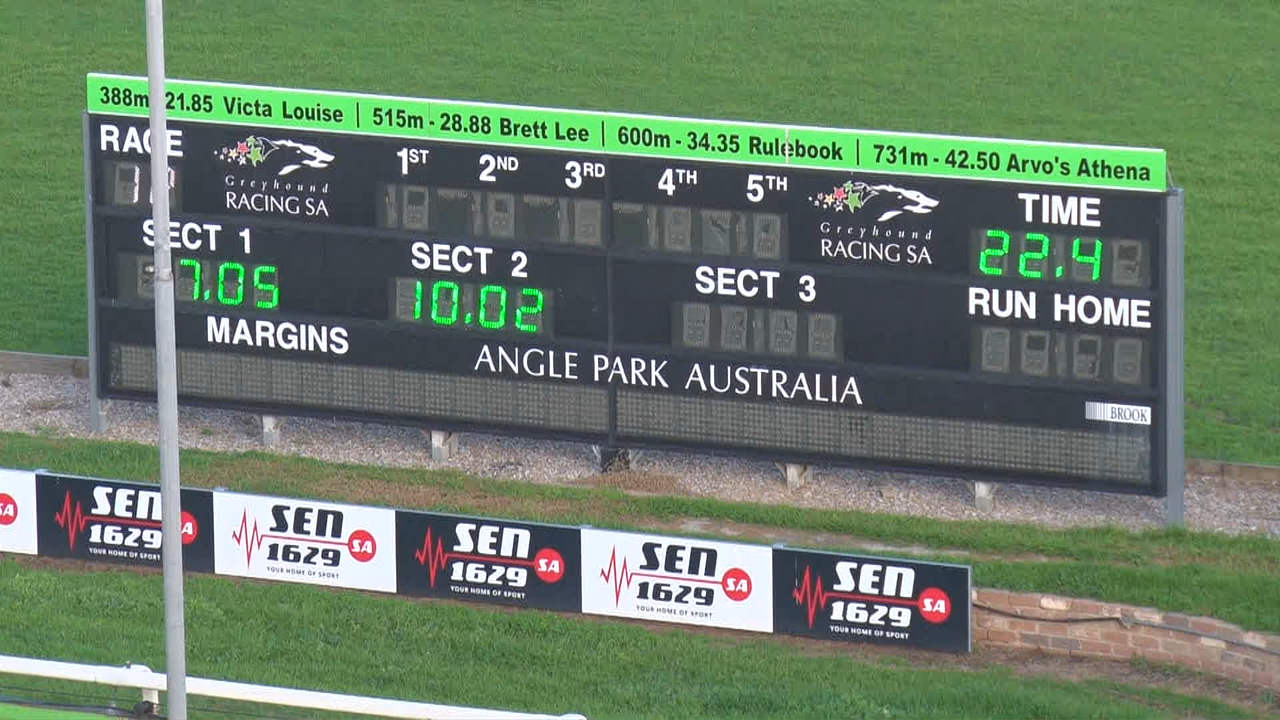 388m 21.85 Victa Louise | 515m - 28.88 Brett Lee | 600m - 34.35 Rulebook | 731m - 42.50 Arvo's Athena
RACE
Greyhound
RACING SA
1ST 2ND 3RD 4TH 5TH
Greyhound
RACING SA
TIME
22.4
SECT 1
7.05
SECT 2
10.02
SECT 3
RUN HOME
MARGINS
ANGLE PARK AUSTRALIA
BROOK
SA
SEN
1629 SA
YOUR HOME OF SPORT
SEN
1629 SA
YOUR HOME OF SPORT
SEN
1629 SA
YOUR HOME OF SPORT
SEN
1629 SA
YOUR HOME OF SPORT
SEN
1629 SA
YOUR HOME OF SPORT